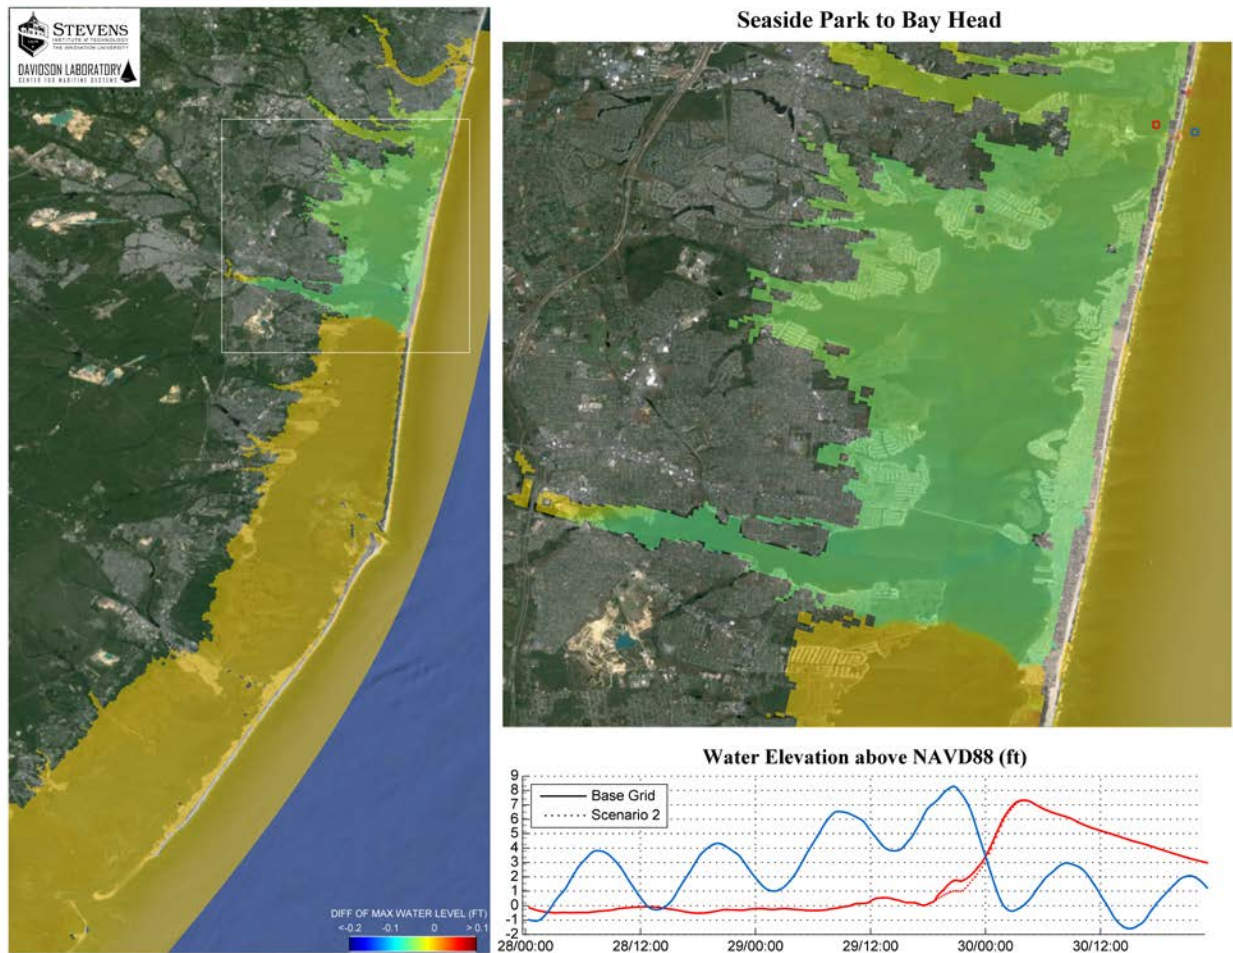 STEVENS
INSTITUTE of TECHNOLOGY
THE INNOVATION UNIVERSITY
DAVIDSON LABORATORY
CENTER FOR MARITIME SYSTEMS
Seaside Park to Bay Head
DIFF OF MAX WATER LEVEL (FT)
<-0.2 -0.1 0 > 0.1
Water Elevation above NAVD88 (ft)
9
8
7
6
5
4
3
2
1
0
-1
-2
Base Grid
Scenario 2
28/00:00 28/12:00 29/00:00 29/12:00 30/00:00 30/12:00